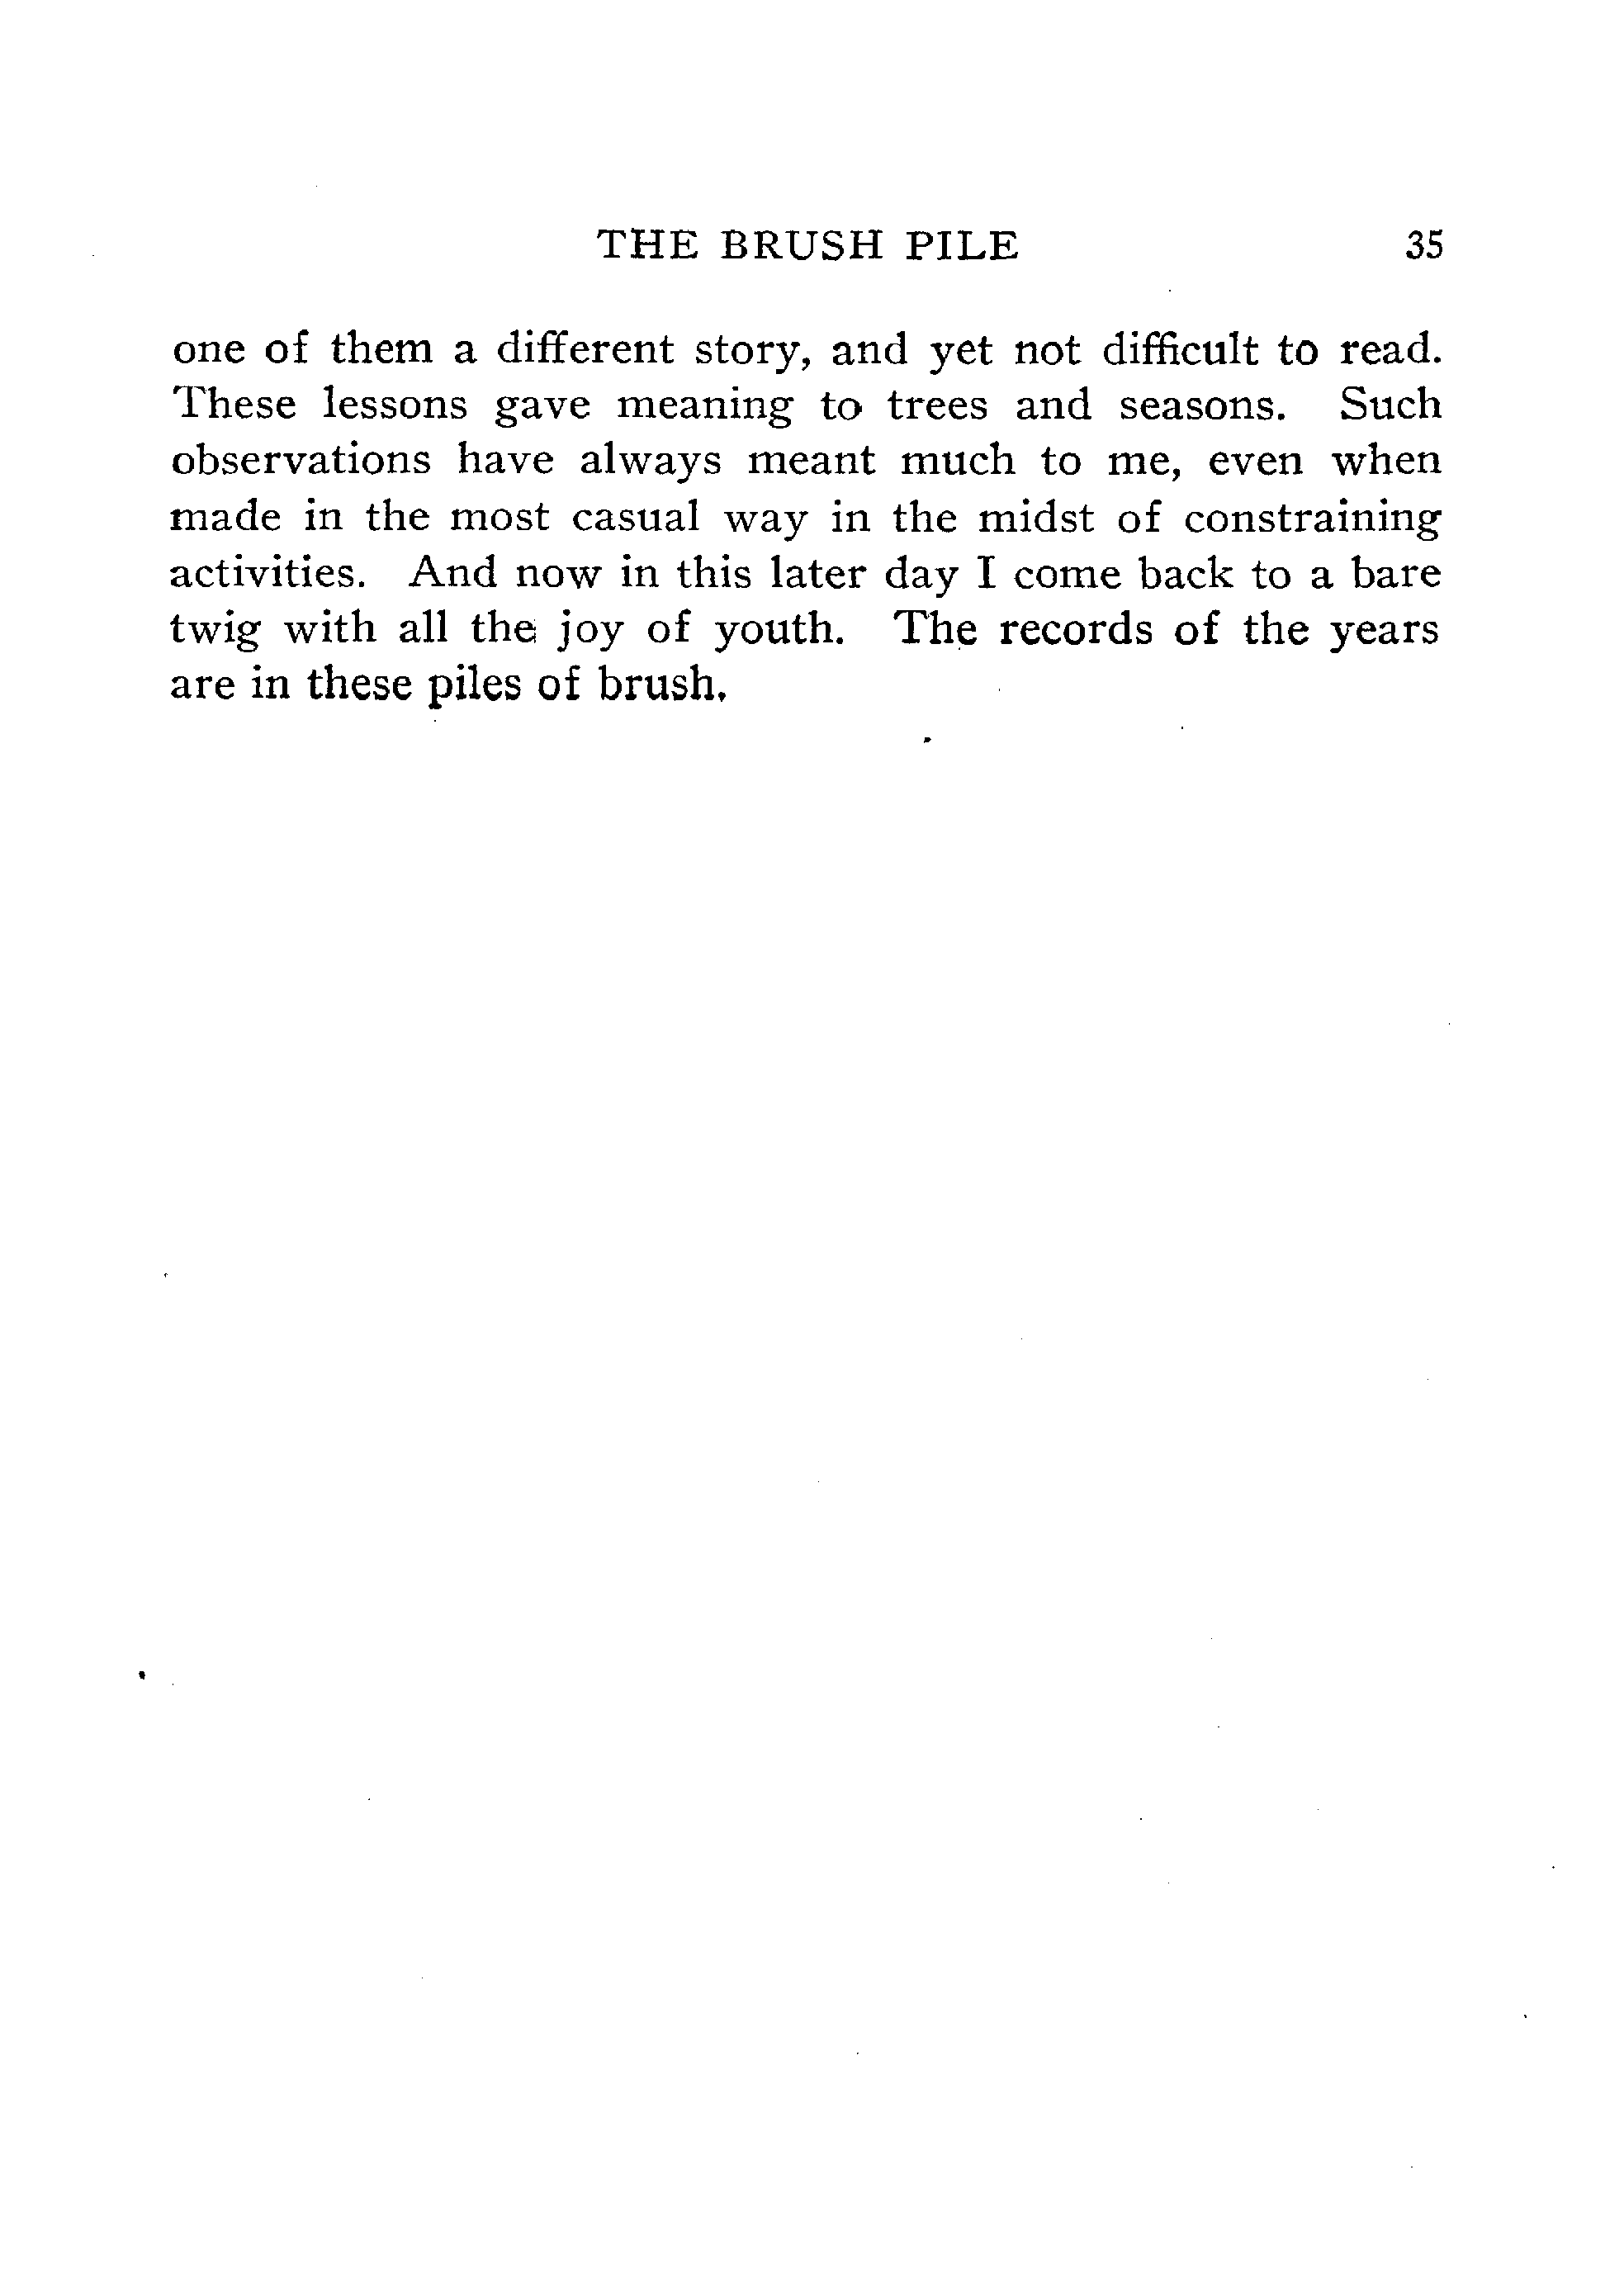 THE BRUSH PILE 35
one of them a different story, and yet not difficult to read.
These lessons gave meaning to trees and seasons. Such
observations have always meant much to me, even when
made in the most casual way in the midst of constraining
activities. And now in this later day I come back to a bare
twig with all the joy of youth. The records of the years
are in these piles of brush.